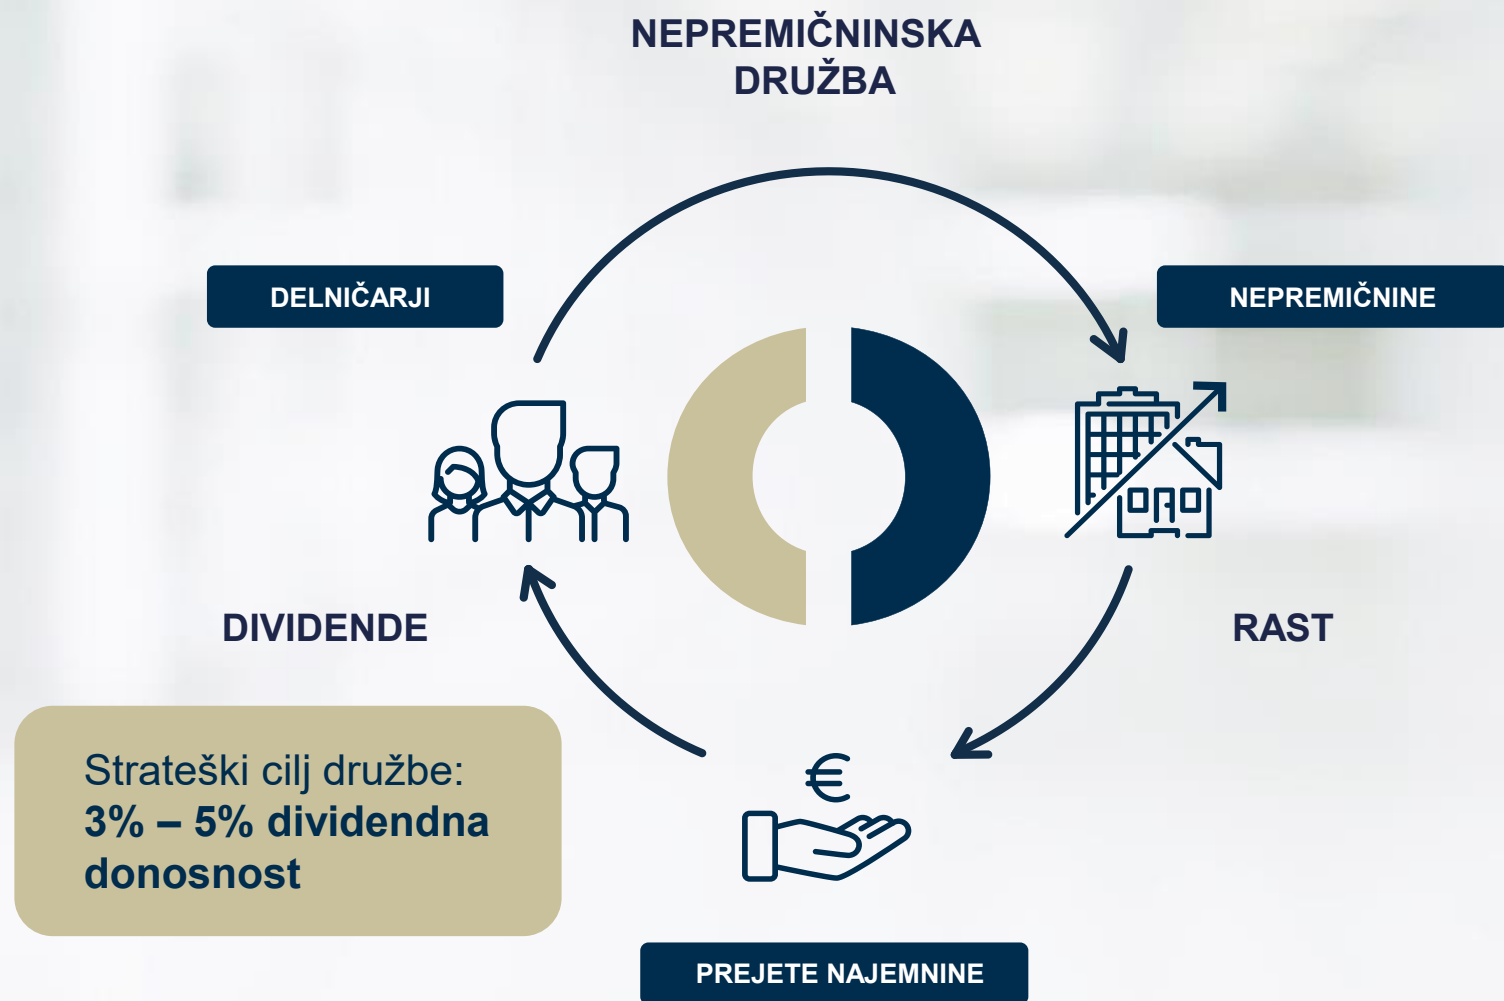 NEPREMIČNINSKA
DRUŽBA
DELNIČARJI
NEPREMIČNINE
DIVIDENDE
RAST
Strateški cilj družbe:
3% – 5% dividendna
donosnost
€
PREJETE NAJEMNINE